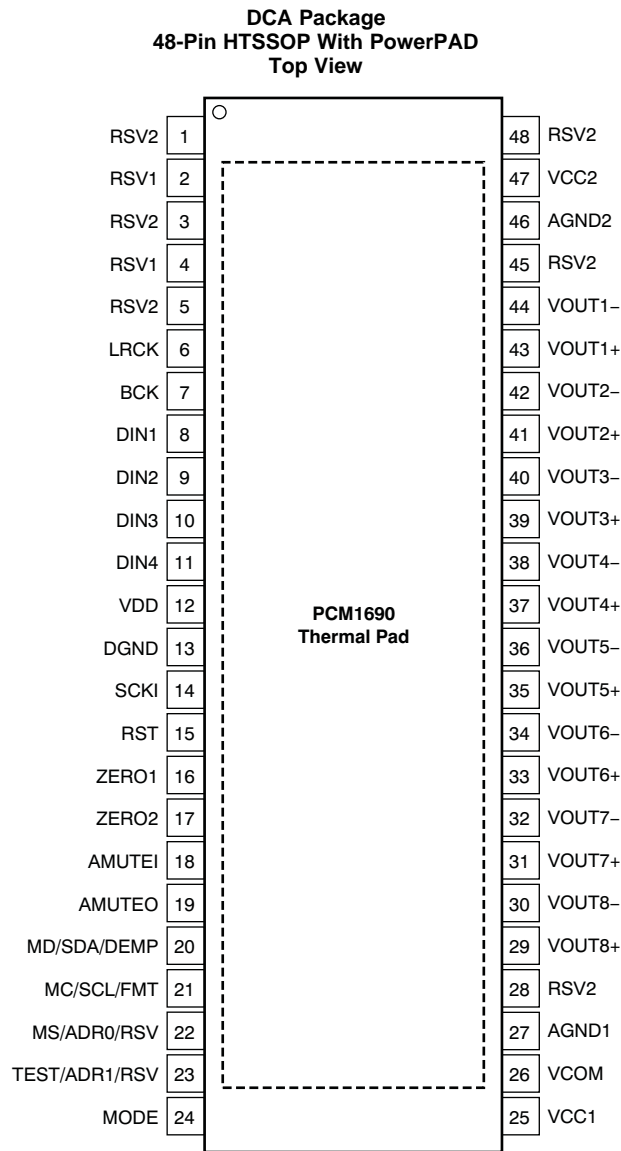 DCA Package
48-Pin HTSSOP With PowerPAD
Top View
RSV2 1 48 RSV2
RSV1 2 47 VCC2
RSV2 3 46 AGND2
RSV1 4 45 RSV2
RSV2 5 44 VOUT1−
LRCK 6 43 VOUT1+
BCK 7 42 VOUT2−
DIN1 8 41 VOUT2+
DIN2 9 40 VOUT3−
DIN3 10 39 VOUT3+
DIN4 11 38 VOUT4−
VDD 12 37 VOUT4+
PCM1690
Thermal Pad
DGND 13 36 VOUT5−
SCKI 14 35 VOUT5+
RST 15 34 VOUT6−
ZERO1 16 33 VOUT6+
ZERO2 17 32 VOUT7−
AMUTEI 18 31 VOUT7+
AMUTEO 19 30 VOUT8−
MD/SDA/DEMP 20 29 VOUT8+
MC/SCL/FMT 21 28 RSV2
MS/ADR0/RSV 22 27 AGND1
TEST/ADR1/RSV 23 26 VCOM
MODE 24 25 VCC1